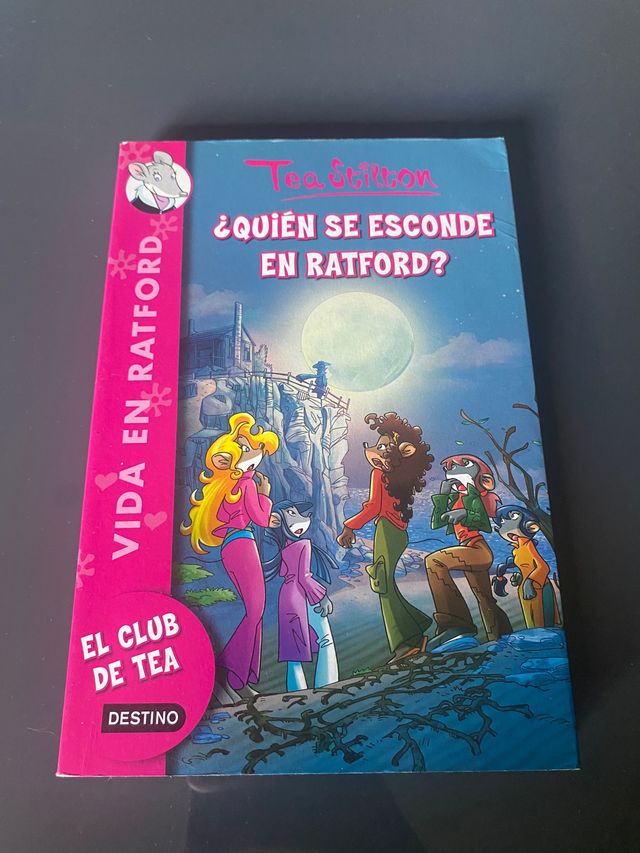 Tea Stilton
¿QUIÉN SE ESCONDE
EN RATFORD?
VIDA EN RATFORD
EL CLUB
DE TEA
DESTINO